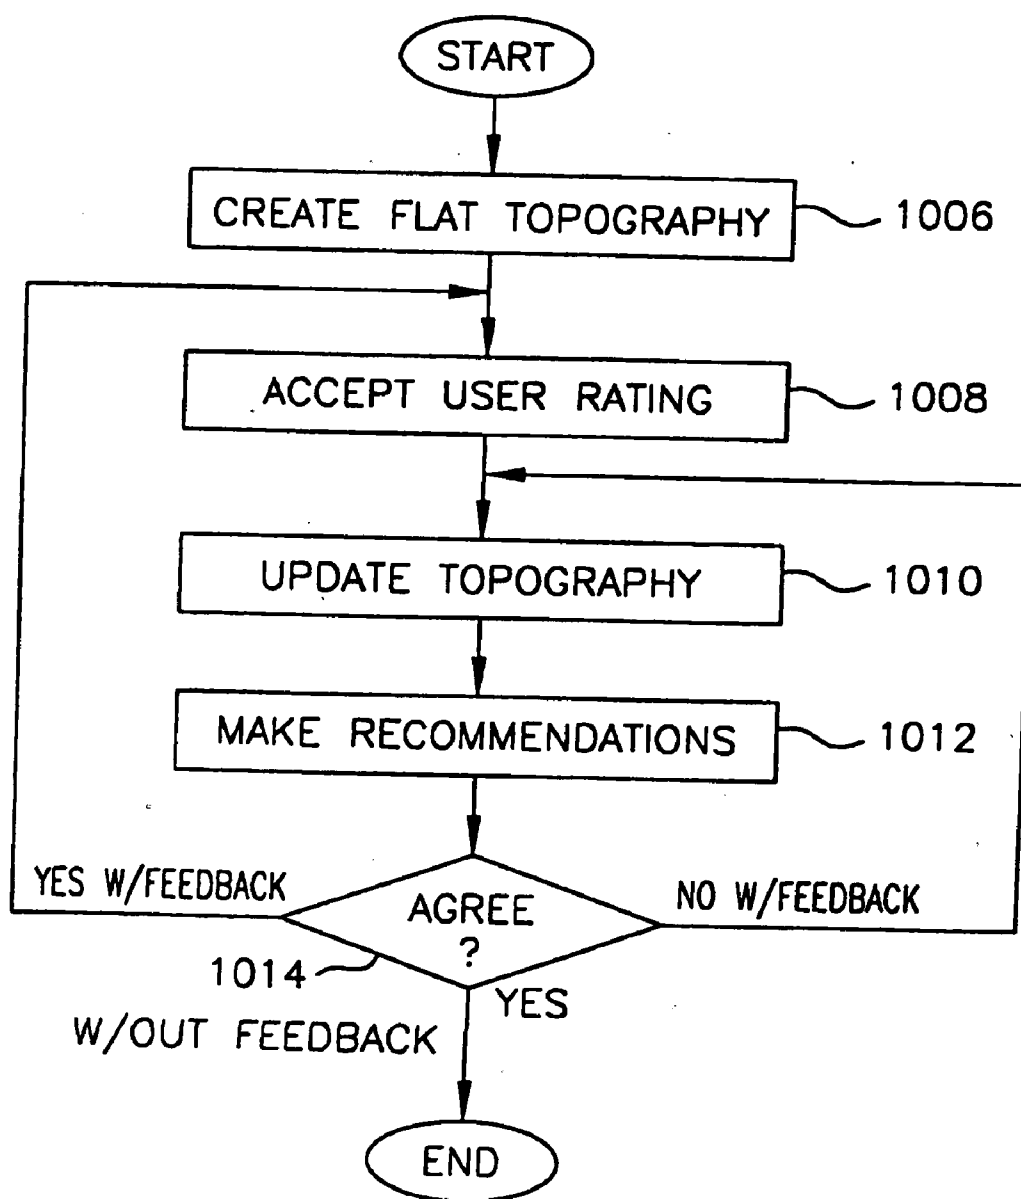 START
CREATE FLAT TOPOGRAPHY
1006
ACCEPT USER RATING
1008
UPDATE TOPOGRAPHY
1010
MAKE RECOMMENDATIONS
1012
YES W/FEEDBACK
AGREE
?
NO W/FEEDBACK
1014
YES
W/OUT FEEDBACK
END